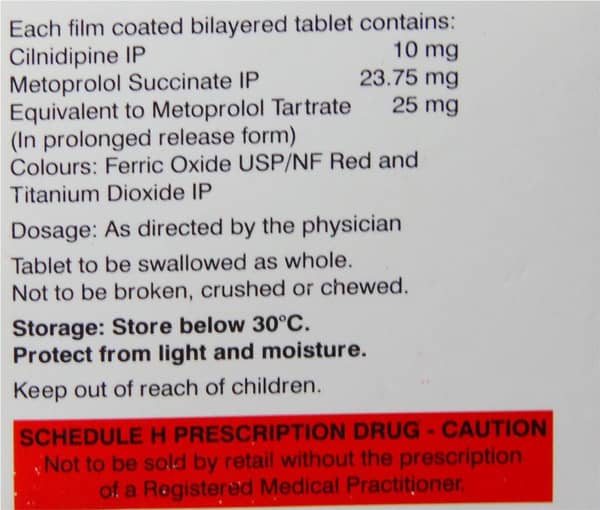 Each film coated bilayered tablet contains:
Cilnidipine IP 10 mg
Metoprolol Succinate IP 23.75 mg
Equivalent to Metoprolol Tartrate 25 mg
(In prolonged release form)
Colours: Ferric Oxide USP/NF Red and
Titanium Dioxide IP
Dosage: As directed by the physician
Tablet to be swallowed as whole.
Not to be broken, crushed or chewed.
Storage: Store below 30°C.
Protect from light and moisture.
Keep out of reach of children.
SCHEDULE H PRESCRIPTION DRUG - CAUTION
Not to be sold by retail without the prescription
of a Registered Medical Practitioner.